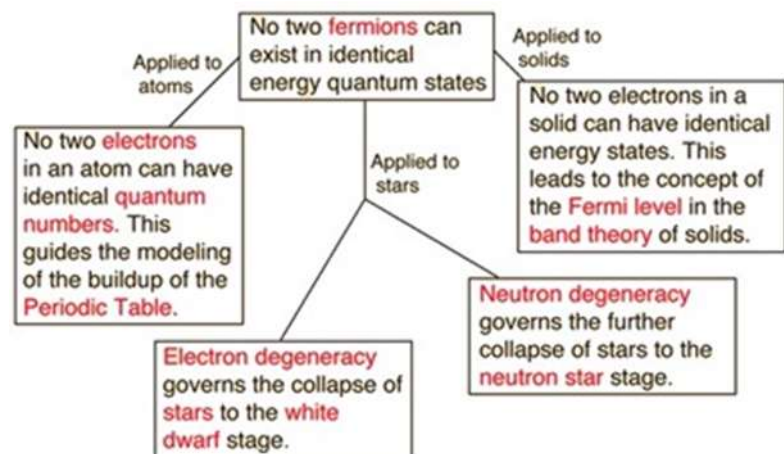 No two fermions can
exist in identical
energy quantum states
Applied to
atoms
Applied to
solids
No two electrons
in an atom can have
identical quantum
numbers. This
guides the modeling
of the buildup of the
Periodic Table.
Applied to
stars
No two electrons in a
solid can have identical
energy states. This
leads to the concept of
the Fermi level in the
band theory of solids.
Electron degeneracy
governs the collapse of
stars to the white
dwarf stage.
Neutron degeneracy
governs the further
collapse of stars to the
neutron star stage.